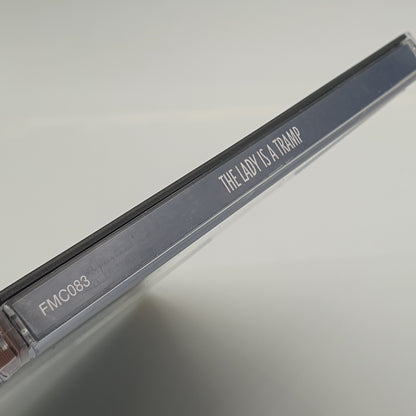 FMC083
THE LADY IS A TRAMP